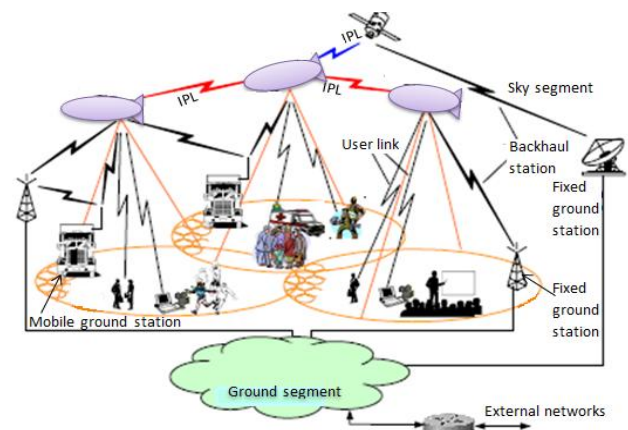 IPL
IPL
IPL
Sky segment
User link
Backhaul
station
Fixed
ground
station
Fixed
ground
station
Mobile ground station
Ground segment
External networks